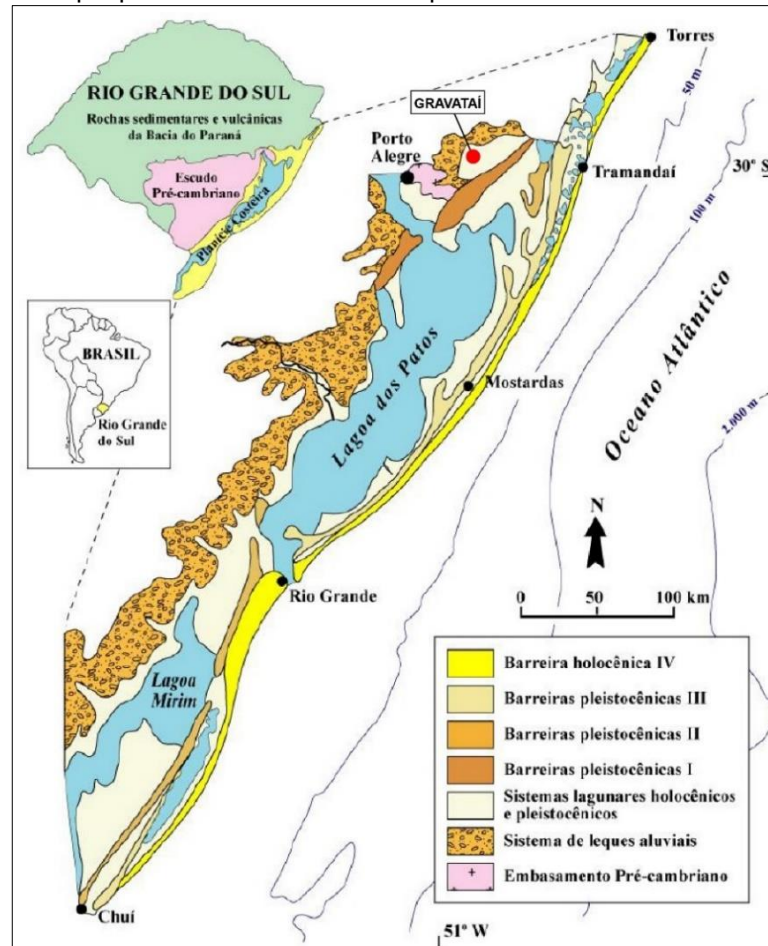 Torres
50 m
RIO GRANDE DO SUL
Rochas sedimentares e vulcânicas
da Bacia do Paraná
GRAVATAÍ
Porto
Alegre
Escudo
Pré-cambriano
Tramandaí
30º S
Planície Costeira
100 m
BRASIL
Rio Grande
do Sul
Lagoa dos Patos
Mostardas
Oceano Atlântico
2.000 m
N
Rio Grande
0 50 100 km
Lagoa
Mirim
Barreira holocênica IV
Barreiras pleistocênicas III
Barreiras pleistocênicas II
Barreiras pleistocênicas I
Sistemas lagunares holocênicos
e pleistocênicos
Sistema de leques aluviais
Embasamento Pré-cambriano
Chuí
51º W